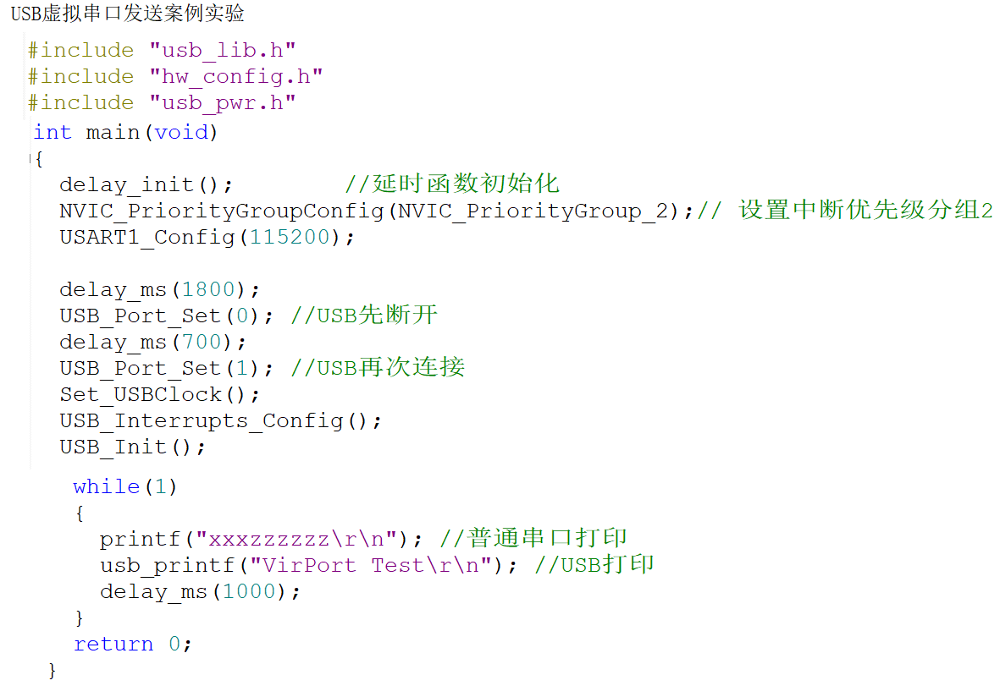 USB虚拟串口发送案例实验
#include "usb_lib.h"
#include "hw_config.h"
#include "usb_pwr.h"
int main(void)
{
delay_init(); //延时函数初始化
NVIC_PriorityGroupConfig(NVIC_PriorityGroup_2);// 设置中断优先级分组2
USART1_Config(115200);
delay_ms(1800);
USB_Port_Set(0); //USB先断开
delay_ms(700);
USB_Port_Set(1); //USB再次连接
Set_USBClock();
USB_Interrupts_Config();
USB_Init();
while(1)
{
printf("xxxzzzzzz\r\n"); //普通串口打印
usb_printf("VirPort Test\r\n"); //USB打印
delay_ms(1000);
}
return 0;
}